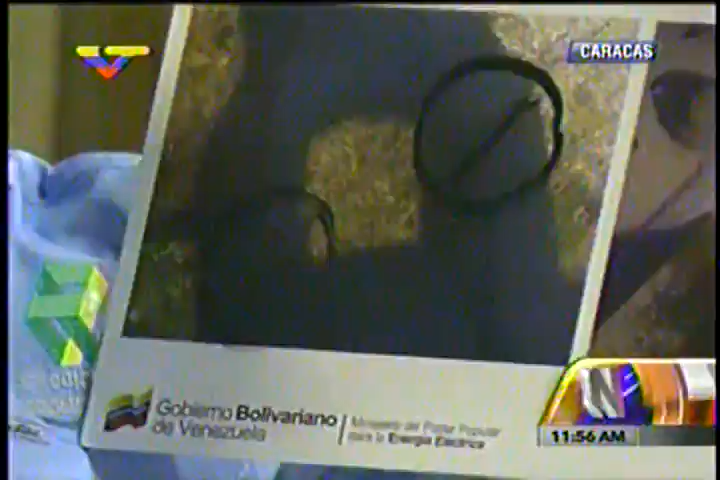 CARACAS
Gobierno Bolivariano
de Venezuela
Ministerio del Poder Popular
para la Energía Eléctrica
11:56 AM